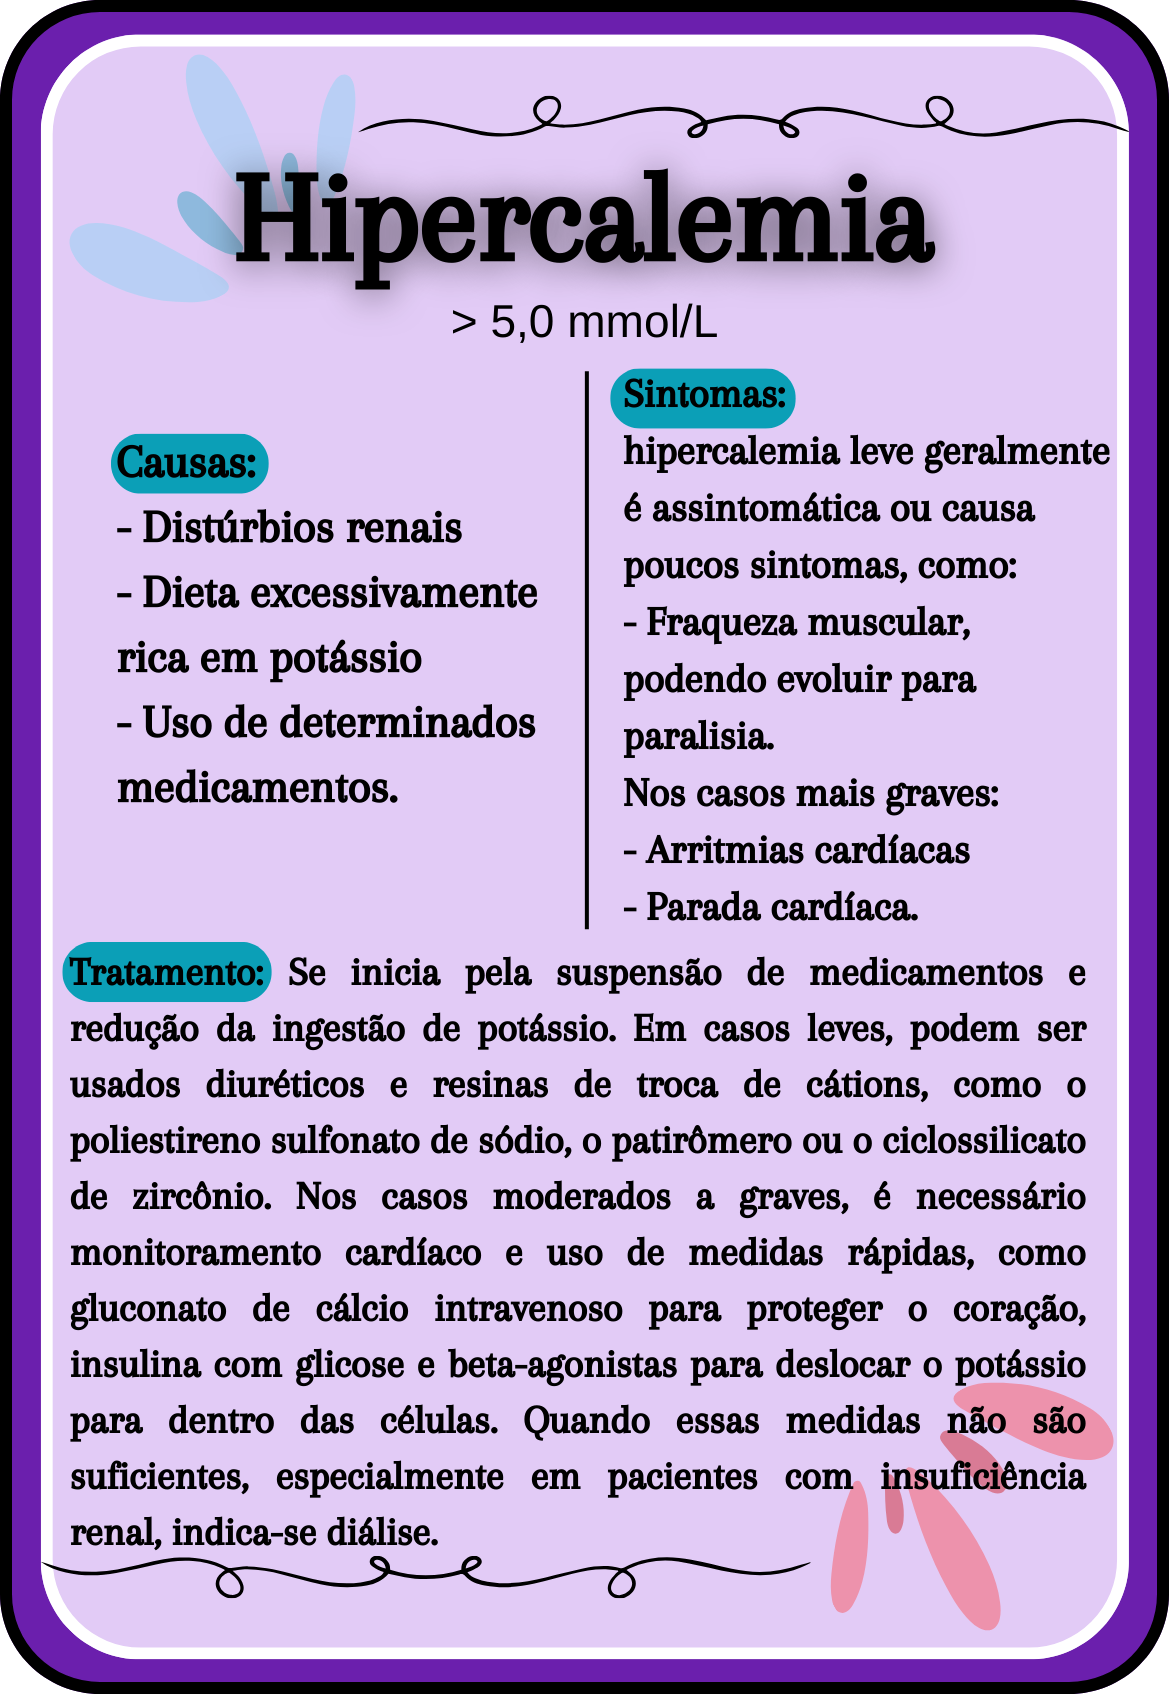 Hipercalemia
> 5,0 mmol/L
Causas:
- Distúrbios renais
- Dieta excessivamente
rica em potássio
- Uso de determinados
medicamentos.
Sintomas:
hipercalemia leve geralmente
é assintomática ou causa
poucos sintomas, como:
- Fraqueza muscular,
podendo evoluir para
paralisia.
Nos casos mais graves:
- Arritmias cardíacas
- Parada cardíaca.
Tratamento: Se inicia pela suspensão de medicamentos e
redução da ingestão de potássio. Em casos leves, podem ser
usados diuréticos e resinas de troca de cátions, como o
poliestireno sulfonato de sódio, o patirômero ou o ciclossilicato
de zircônio. Nos casos moderados a graves, é necessário
monitoramento cardíaco e uso de medidas rápidas, como
gluconato de cálcio intravenoso para proteger o coração,
insulina com glicose e beta-agonistas para deslocar o potássio
para dentro das células. Quando essas medidas não são
suficientes, especialmente em pacientes com insuficiência
renal, indica-se diálise.